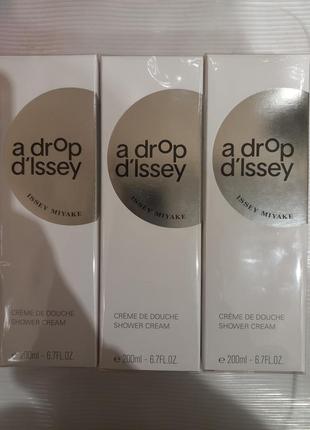 a drop
d'Issey
ISSEY MIYAKE
CRÈME DE DOUCHE
SHOWER CREAM
e 200ml - 6.7FL.OZ.
a drop
d'Issey
ISSEY MIYAKE
CRÈME DE DOUCHE
SHOWER CREAM
e 200ml - 6.7FL.OZ.
a drop
d'Issey
ISSEY MIYAKE
CRÈME DE DOUCHE
SHOWER CREAM
e 200ml - 6.7FL.OZ.